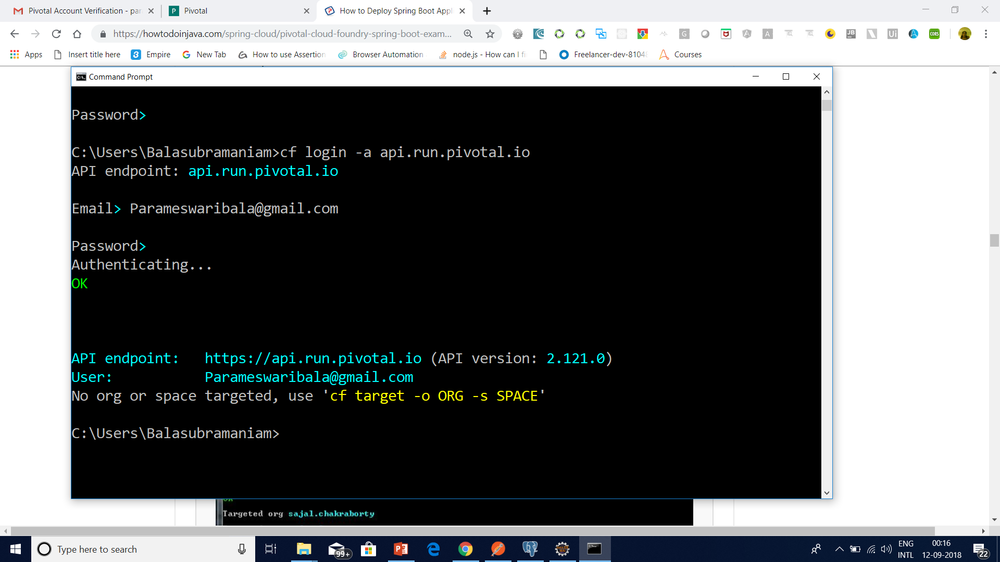 Pivotal Account Verification - par
Pivotal
How to Deploy Spring Boot Appl
https://howtodoinjava.com/spring-cloud/pivotal-cloud-foundry-spring-boot-exam...
Apps
Insert title here
Empire
New Tab
How to use Assertion
Browser Automation
node.js - How can I fi
Freelancer-dev-81048
Courses
Command Prompt
Password>
C:\Users\Balasubramaniam>cf login -a api.run.pivotal.io
API endpoint: api.run.pivotal.io
Email> Parameswaribala@gmail.com
Password>
Authenticating...
OK
API endpoint: https://api.run.pivotal.io (API version: 2.121.0)
User: Parameswaribala@gmail.com
No org or space targeted, use 'cf target -o ORG -s SPACE'
C:\Users\Balasubramaniam>
Targeted org sajal.chakraborty
Type here to search
99+
ENG
INTL
00:16
12-09-2018
22